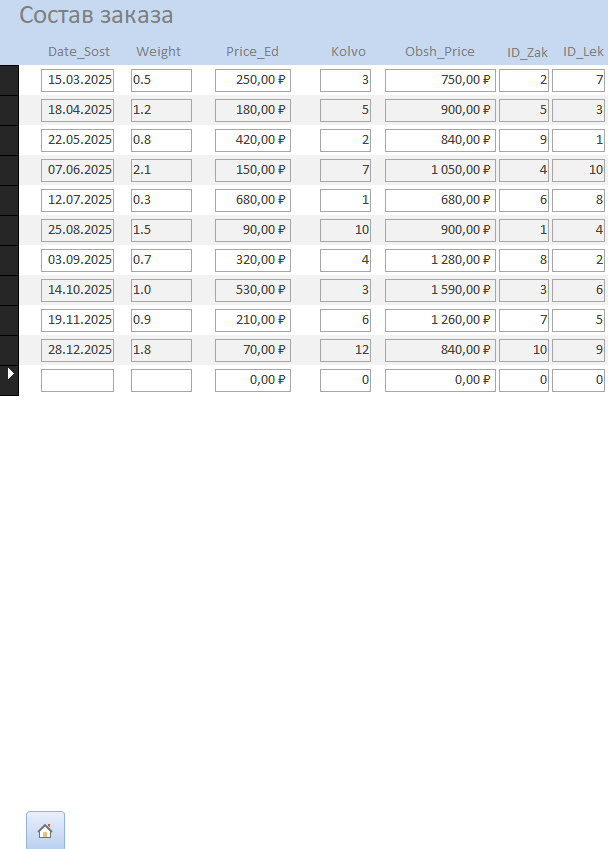 Состав заказа
Date_Sost Weight Price_Ed Kolvo Obsh_Price ID_Zak ID_Lek
15.03.2025 0.5 250,00 ₽ 3 750,00 ₽ 2 7
18.04.2025 1.2 180,00 ₽ 5 900,00 ₽ 5 3
22.05.2025 0.8 420,00 ₽ 2 840,00 ₽ 9 1
07.06.2025 2.1 150,00 ₽ 7 1 050,00 ₽ 4 10
12.07.2025 0.3 680,00 ₽ 1 680,00 ₽ 6 8
25.08.2025 1.5 90,00 ₽ 10 900,00 ₽ 1 4
03.09.2025 0.7 320,00 ₽ 4 1 280,00 ₽ 8 2
14.10.2025 1.0 530,00 ₽ 3 1 590,00 ₽ 3 6
19.11.2025 0.9 210,00 ₽ 6 1 260,00 ₽ 7 5
28.12.2025 1.8 70,00 ₽ 12 840,00 ₽ 10 9
0,00 ₽ 0 0,00 ₽ 0 0